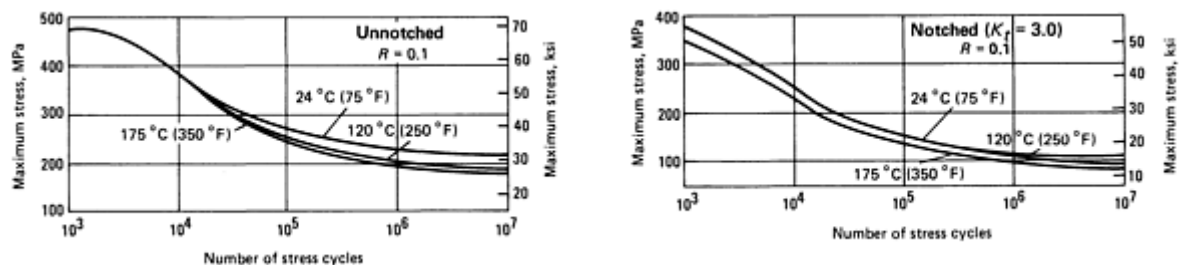 Unnotched
R = 0.1
500
400
300
200
100
Maximum stress, MPa
70
60
50
40
30
20
Maximum stress, ksi
24 °C (75 °F)
120 °C (250 °F)
175 °C (350 °F)
10³ 10⁴ 10⁵ 10⁶ 10⁷
Number of stress cycles
Notched (Kₜ = 3.0)
R = 0.1
400
300
200
100
Maximum stress, MPa
50
40
30
20
10
Maximum stress, ksi
24 °C (75 °F)
120 °C (250 °F)
175 °C (350 °F)
10³ 10⁴ 10⁵ 10⁶ 10⁷
Number of stress cycles